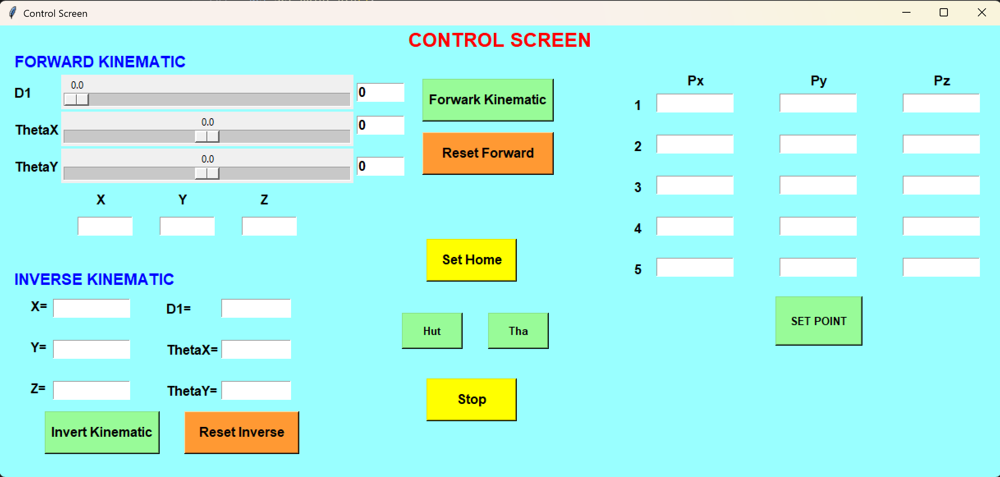 Control Screen
CONTROL SCREEN
FORWARD KINEMATIC
D1
0.0
0
ThetaX
0.0
0
ThetaY
0.0
0
Forwark Kinematic
Reset Forward
X Y Z
Set Home
Hut Tha
Stop
INVERSE KINEMATIC
X= D1=
Y= ThetaX=
Z= ThetaY=
Invert Kinematic Reset Inverse
Px Py Pz
1
2
3
4
5
SET POINT